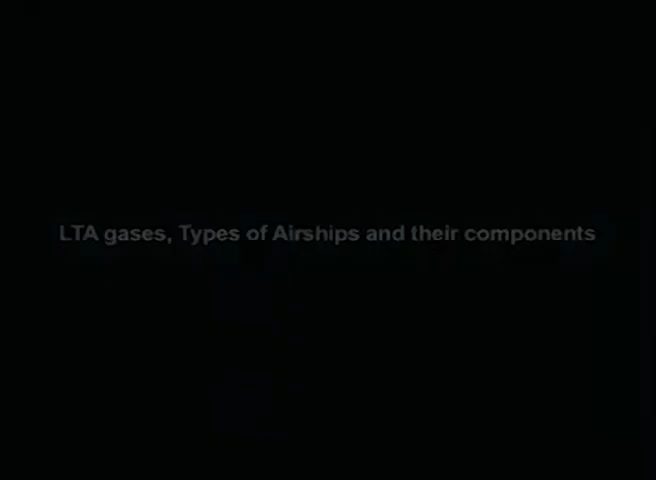 LTA gases, Types of Airships and their components